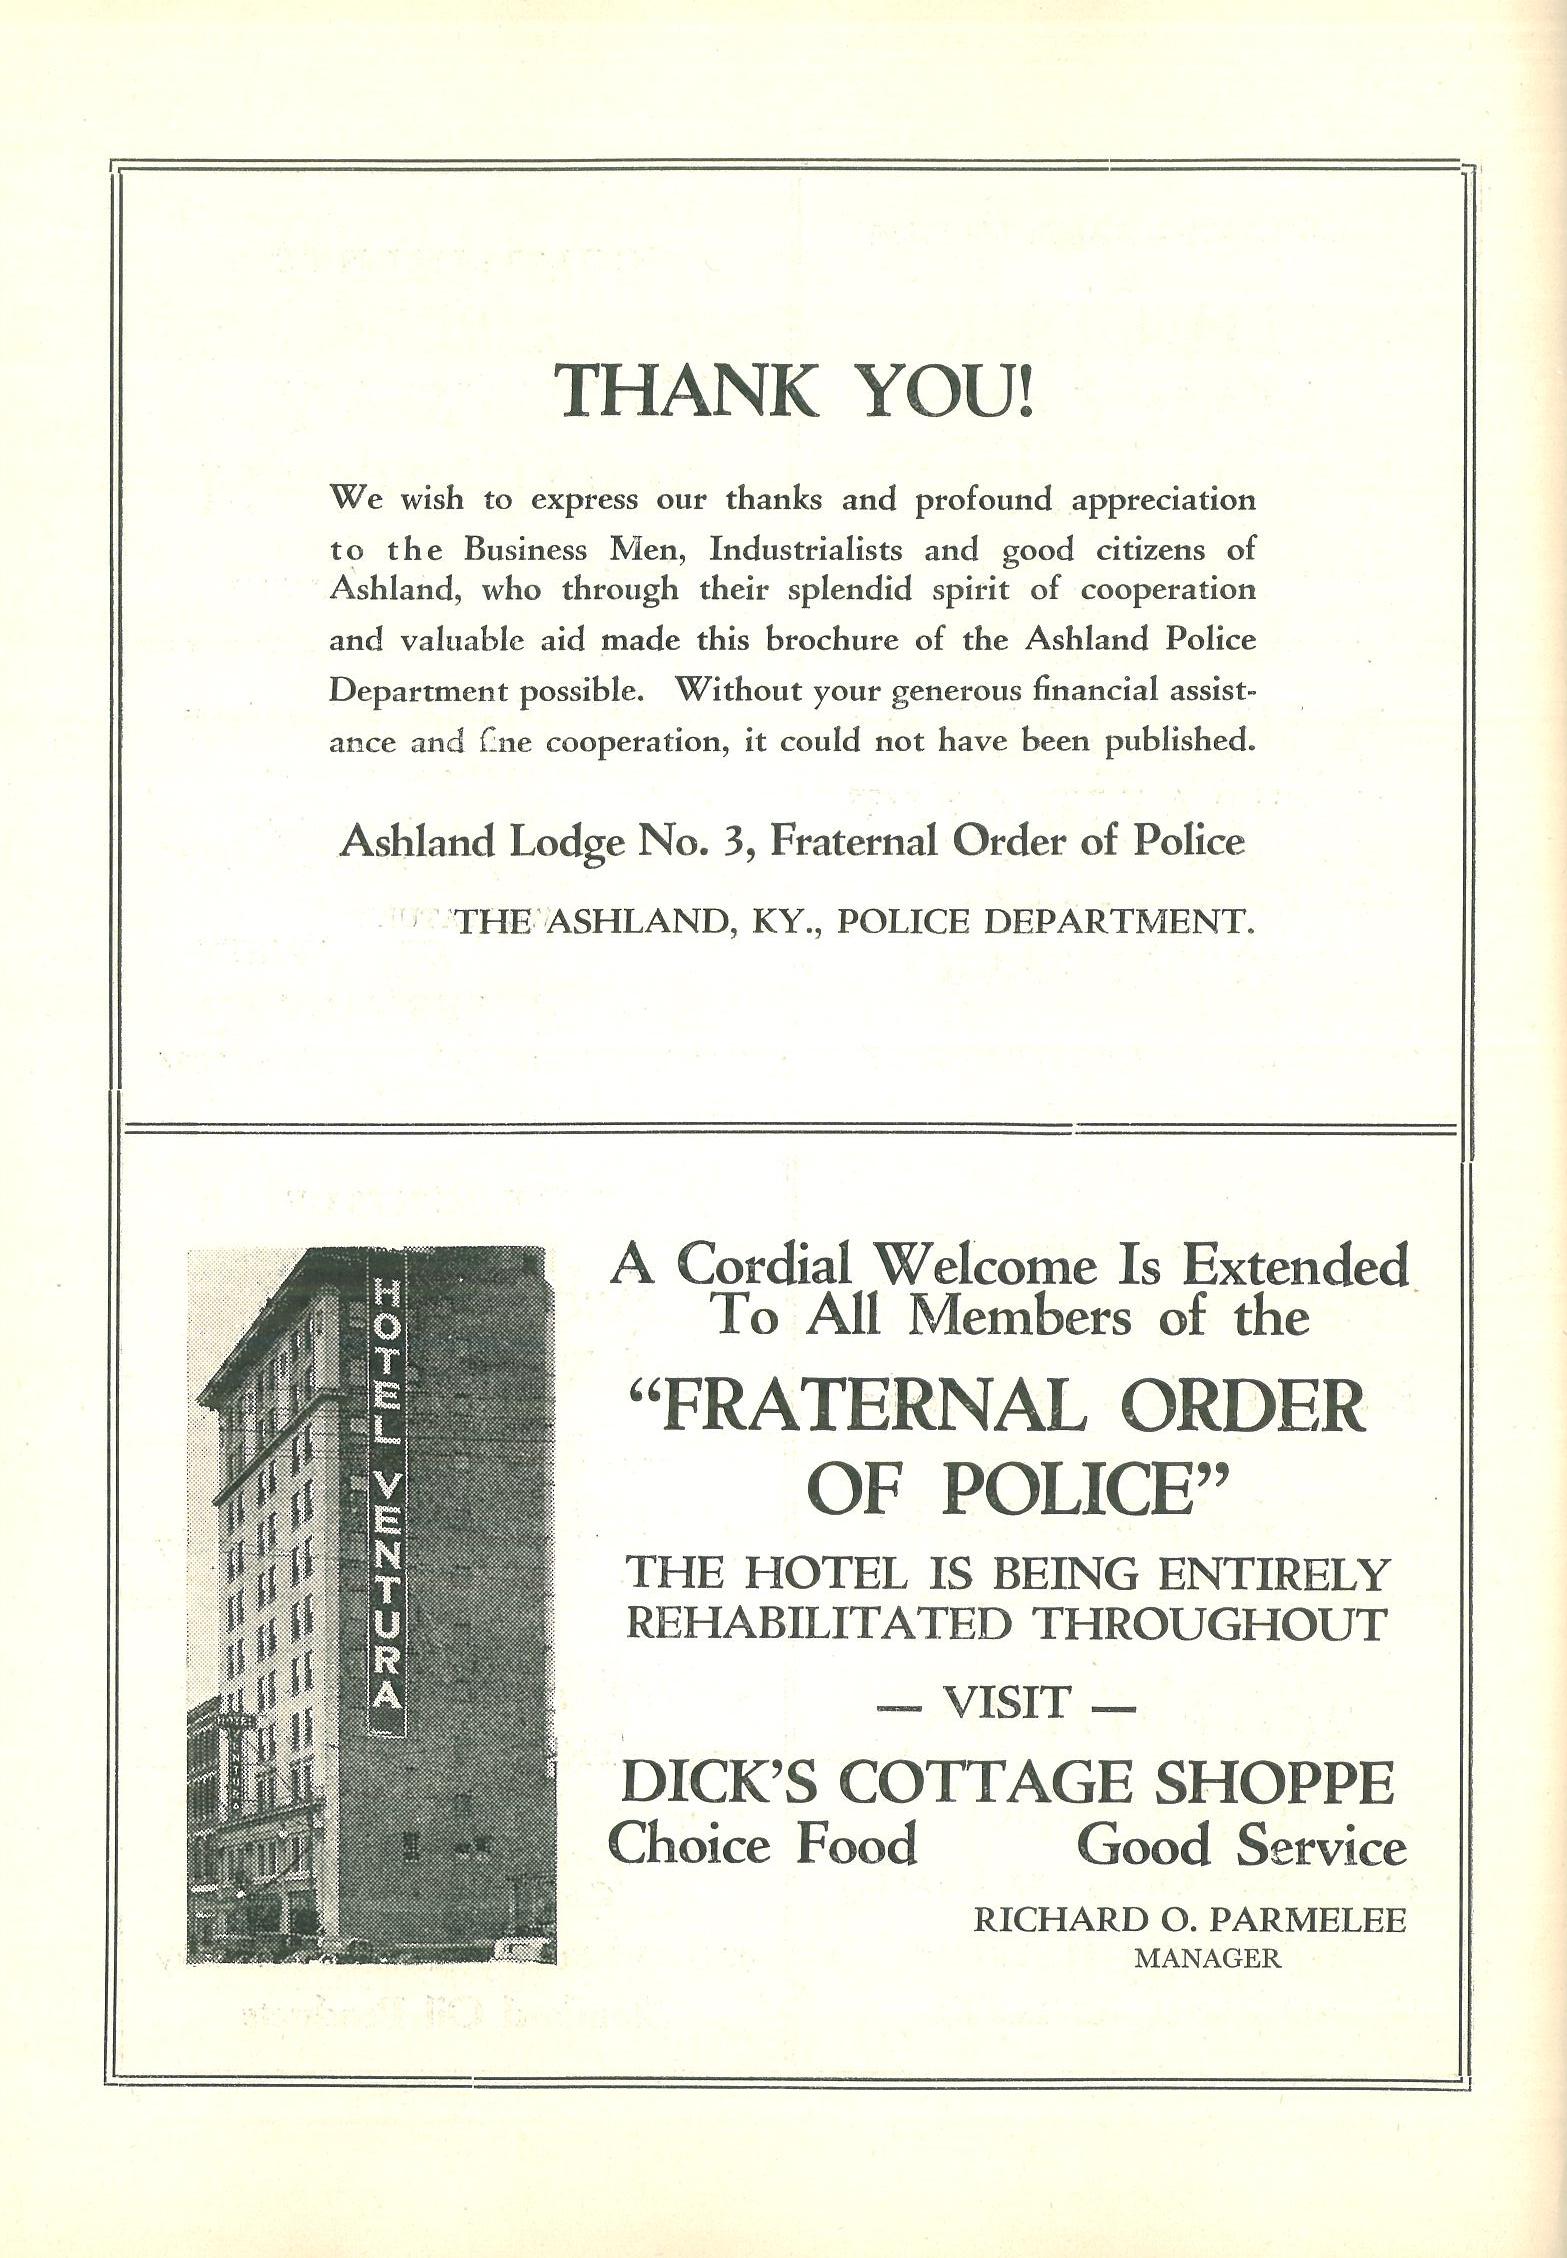 THANK YOU!
We wish to express our thanks and profound appreciation
to the Business Men, Industrialists and good citizens of
Ashland, who through their splendid spirit of cooperation
and valuable aid made this brochure of the Ashland Police
Department possible. Without your generous financial assist-
ance and fine cooperation, it could not have been published.
Ashland Lodge No. 3, Fraternal Order of Police
THE ASHLAND, KY., POLICE DEPARTMENT.
HOTEL VENTURA
HOTEL
VENTURA
A Cordial Welcome Is Extended
To All Members of the
“FRATERNAL ORDER
OF POLICE”
THE HOTEL IS BEING ENTIRELY
REHABILITATED THROUGHOUT
— VISIT —
DICK'S COTTAGE SHOPPE
Choice Food Good Service
RICHARD O. PARMELEE
MANAGER